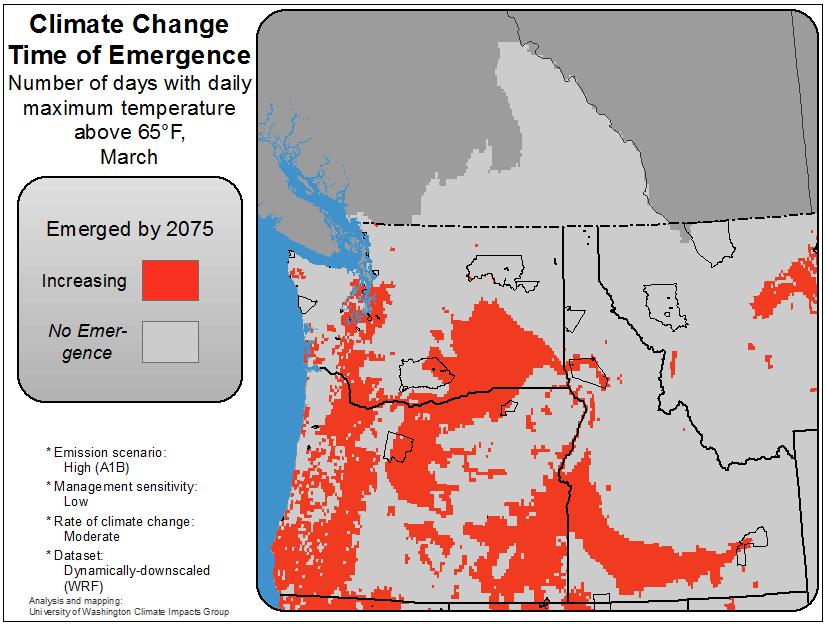 Climate Change
Time of Emergence
Number of days with daily
maximum temperature
above 65°F,
March
Emerged by 2075
Increasing
No Emer-
gence
* Emission scenario:
High (A1B)
* Management sensitivity:
Low
* Rate of climate change:
Moderate
* Dataset:
Dynamically-downscaled
(WRF)
Analysis and mapping:
University of Washington Climate Impacts Group